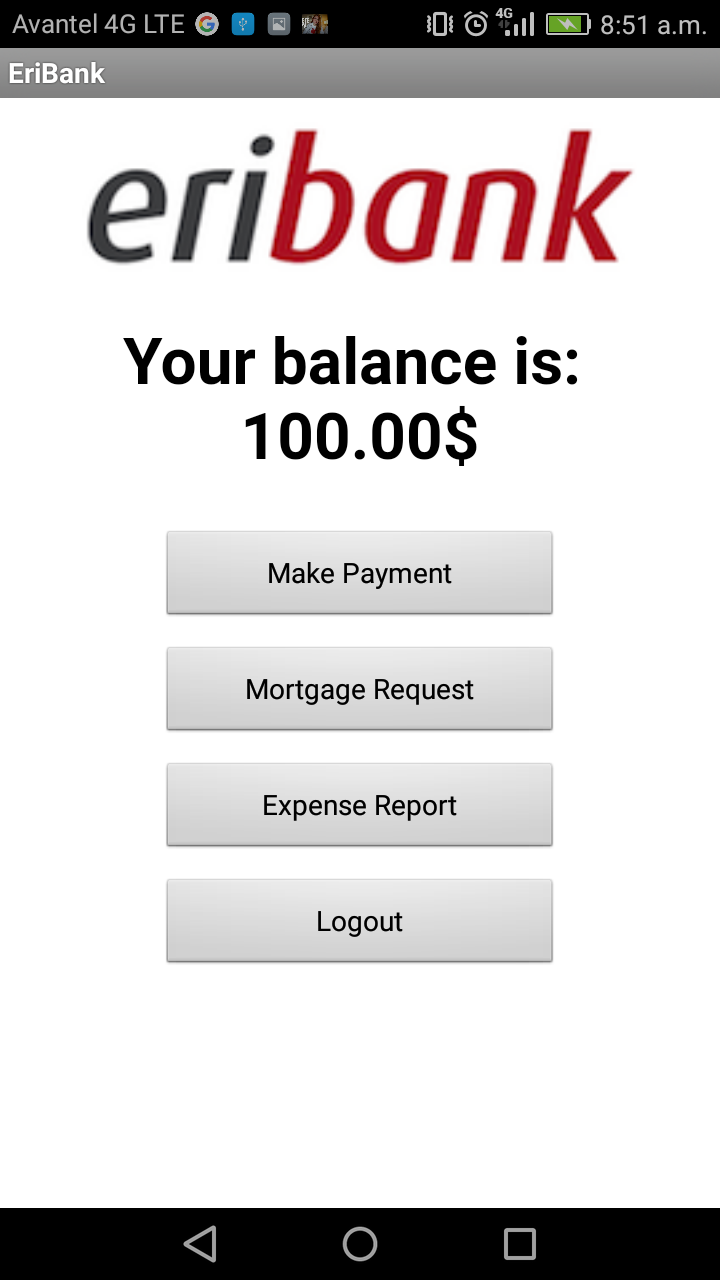 Avantel 4G LTE 4G 8:51 a.m.
EriBank
eribank
Your balance is:
100.00$
Make Payment
Mortgage Request
Expense Report
Logout